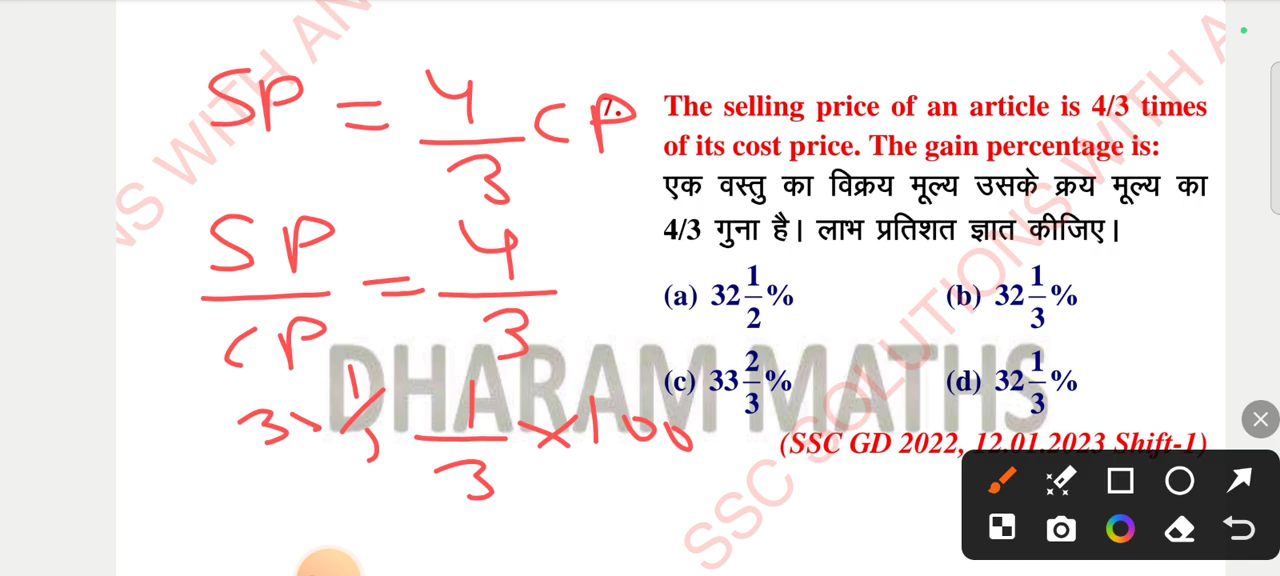 SP = 4/3 CP
SP/CP = 4/3
1/3 × 100
7. The selling price of an article is 4/3 times
of its cost price. The gain percentage is:
एक वस्तु का विक्रय मूल्य उसके क्रय मूल्य का
4/3 गुना है। लाभ प्रतिशत ज्ञात कीजिए।
(a) 32 1/2 % (b) 32 1/3 %
(c) 33 2/3 % (d) 32 1/3 %
(SSC GD 2022, 12.01.2023 Shift-1)
DHARAM MATHS
SSC SOLUTIONS WITH A
NS WITH AN